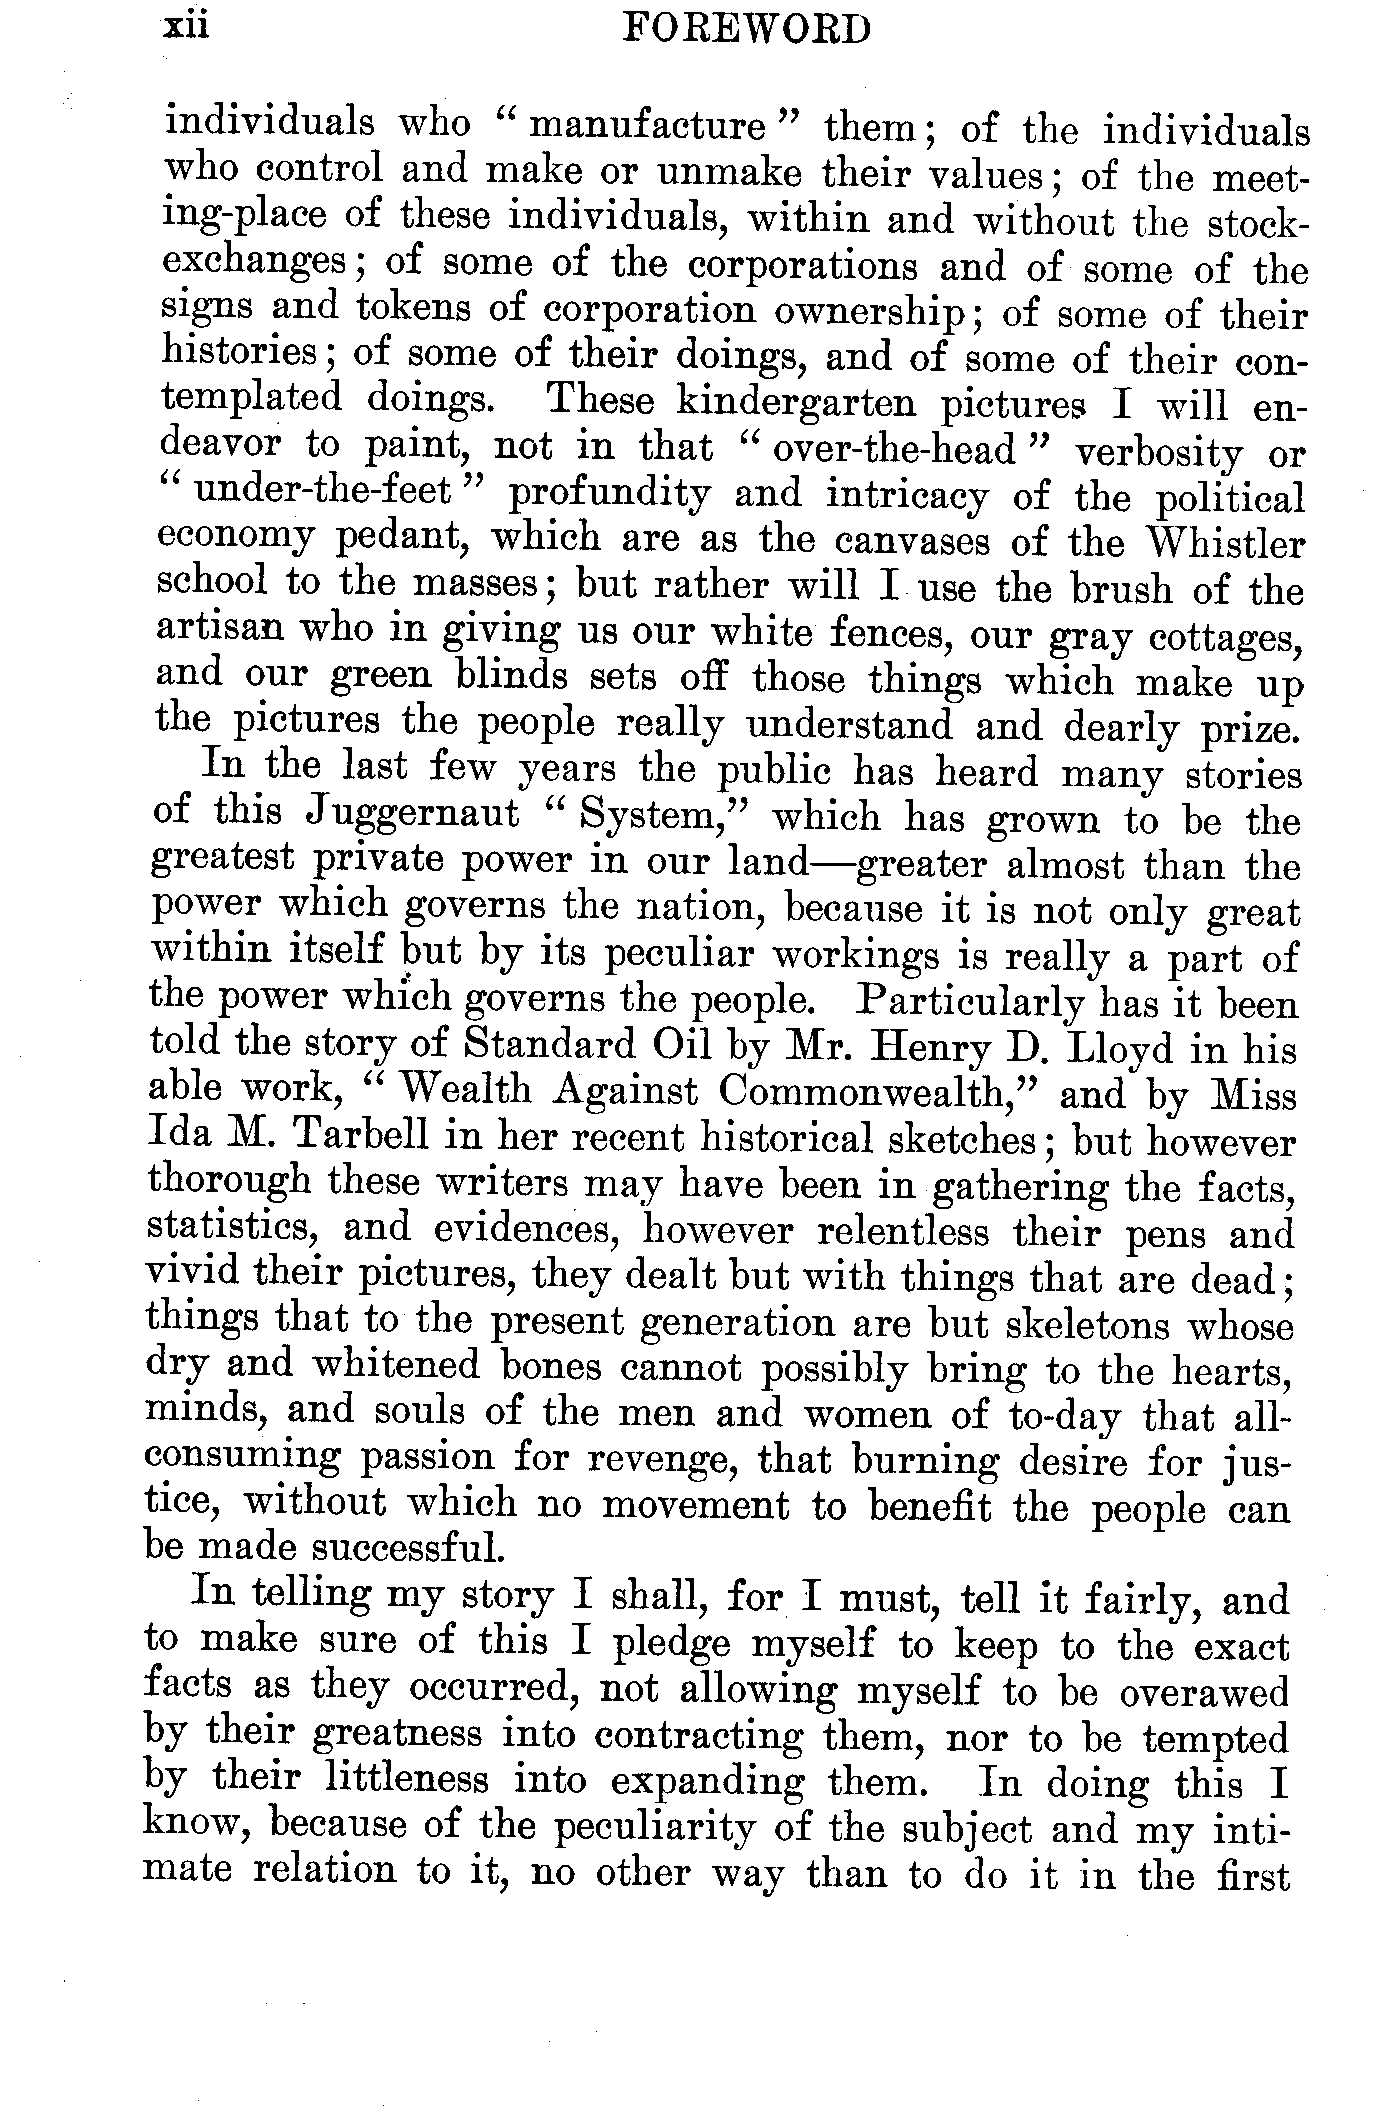 xii FOREWORD
individuals who “ manufacture ” them; of the individuals
who control and make or unmake their values; of the meet-
ing-place of these individuals, within and without the stock-
exchanges; of some of the corporations and of some of the
signs and tokens of corporation ownership; of some of their
histories; of some of their doings, and of some of their con-
templated doings. These kindergarten pictures I will en-
deavor to paint, not in that “ over-the-head ” verbosity or
“ under-the-feet ” profundity and intricacy of the political
economy pedant, which are as the canvases of the Whistler
school to the masses; but rather will I use the brush of the
artisan who in giving us our white fences, our gray cottages,
and our green blinds sets off those things which make up
the pictures the people really understand and dearly prize.
In the last few years the public has heard many stories
of this Juggernaut “ System,” which has grown to be the
greatest private power in our land—greater almost than the
power which governs the nation, because it is not only great
within itself but by its peculiar workings is really a part of
the power which governs the people. Particularly has it been
told the story of Standard Oil by Mr. Henry D. Lloyd in his
able work, “ Wealth Against Commonwealth,” and by Miss
Ida M. Tarbell in her recent historical sketches; but however
thorough these writers may have been in gathering the facts,
statistics, and evidences, however relentless their pens and
vivid their pictures, they dealt but with things that are dead;
things that to the present generation are but skeletons whose
dry and whitened bones cannot possibly bring to the hearts,
minds, and souls of the men and women of to-day that all-
consuming passion for revenge, that burning desire for jus-
tice, without which no movement to benefit the people can
be made successful.
In telling my story I shall, for I must, tell it fairly, and
to make sure of this I pledge myself to keep to the exact
facts as they occurred, not allowing myself to be overawed
by their greatness into contracting them, nor to be tempted
by their littleness into expanding them. In doing this I
know, because of the peculiarity of the subject and my inti-
mate relation to it, no other way than to do it in the first